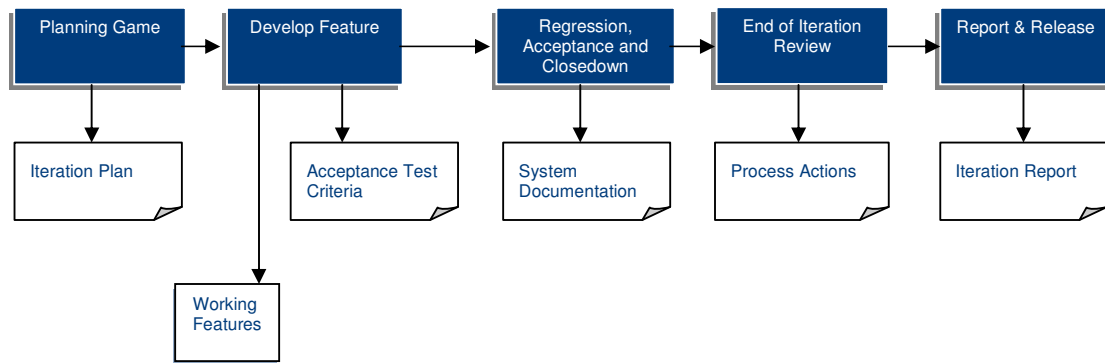 Planning Game
Develop Feature
Regression,
Acceptance and
Closedown
End of Iteration
Review
Report & Release
Iteration Plan
Acceptance Test
Criteria
System
Documentation
Process Actions
Iteration Report
Working
Features